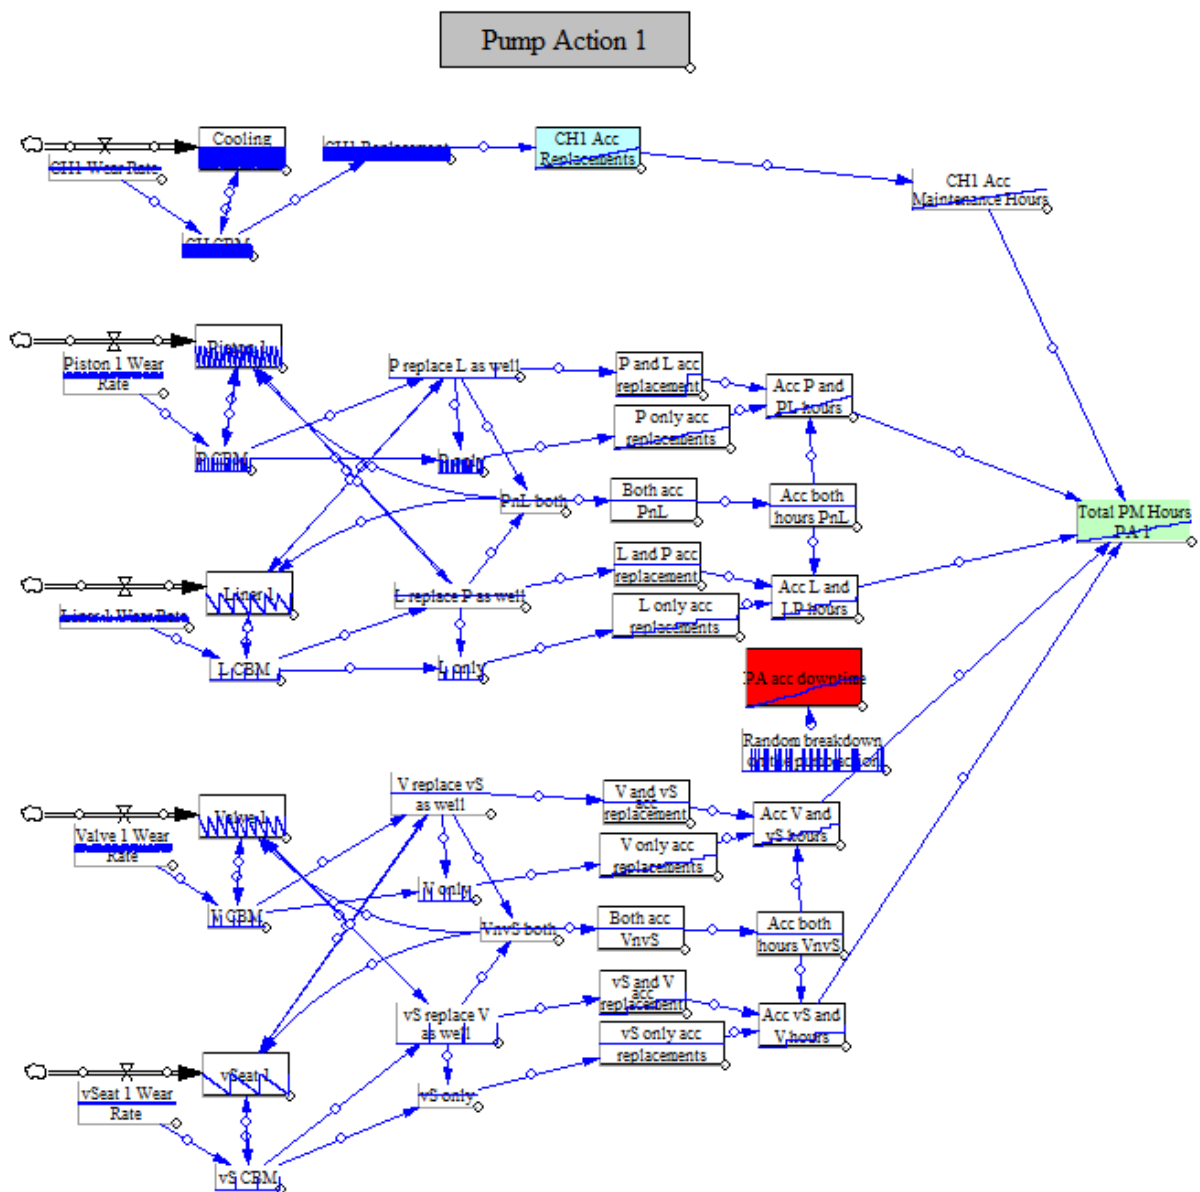 Pump Action 1
Cooling
CH1 Wear Rate
CH CBM
CH1 Replacement
CH1 Acc
Replacements
CH1 Acc
Maintenance Hours
Piston 1
Piston 1 Wear
Rate
P CBM
P replace L as well
P only
P and L acc
replacement
P only acc
replacements
Acc P and
PL hours
PnL both
Both acc
PnL
Acc both
hours PnL
Total PM Hours
PA 1
Liner 1
Liner 1 Wear Rate
L CBM
L replace P as well
L only
L and P acc
replacement
L only acc
replacements
Acc L and
LP hours
PA acc downtime
Random breakdown
on the pump action
Valve 1
Valve 1 Wear
Rate
V CBM
V replace vS
as well
V only
V and vS
acc
replacement
V only acc
replacements
Acc V and
vS hours
VnvS both
Both acc
VnvS
Acc both
hours VnvS
vSeat 1
vSeat 1 Wear
Rate
vS CBM
vS replace V
as well
vS only
vS and V
acc
replacement
vS only acc
replacements
Acc vS and
V hours